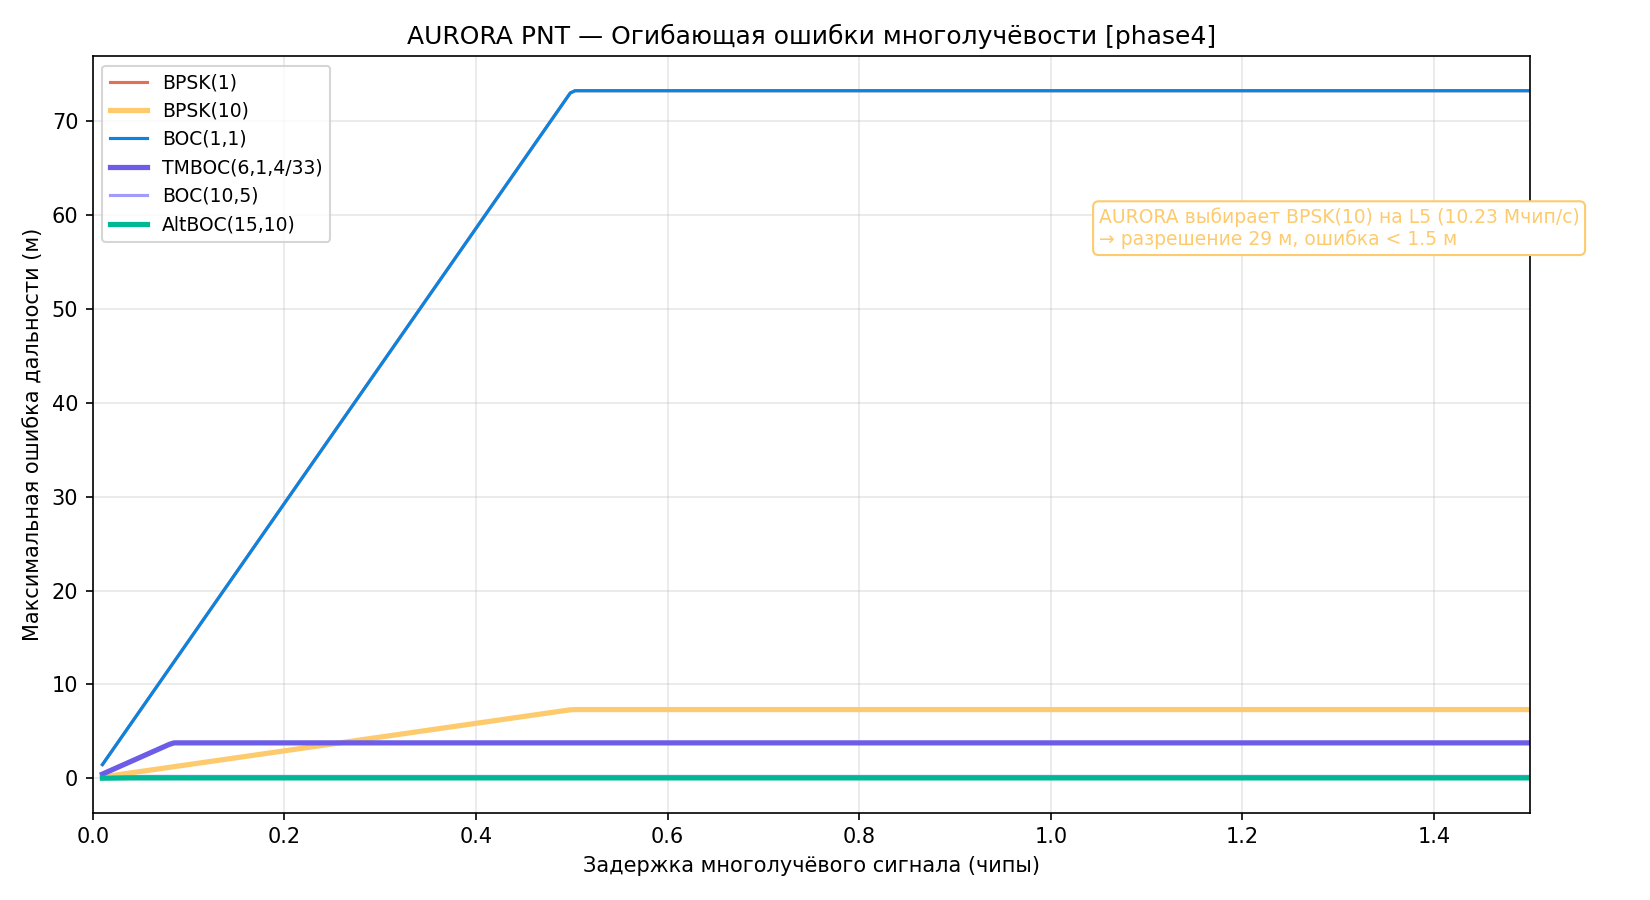 AURORA PNT — Огибающая ошибки многолучёвости [phase4]
BPSK(1)
BPSK(10)
BOC(1,1)
TMBOC(6,1,4/33)
BOC(10,5)
AltBOC(15,10)
AURORA выбирает BPSK(10) на L5 (10.23 Мчип/с)
→ разрешение 29 м, ошибка < 1.5 м
Максимальная ошибка дальности (м)
70
60
50
40
30
20
10
0
0.0 0.2 0.4 0.6 0.8 1.0 1.2 1.4
Задержка многолучёвого сигнала (чипы)